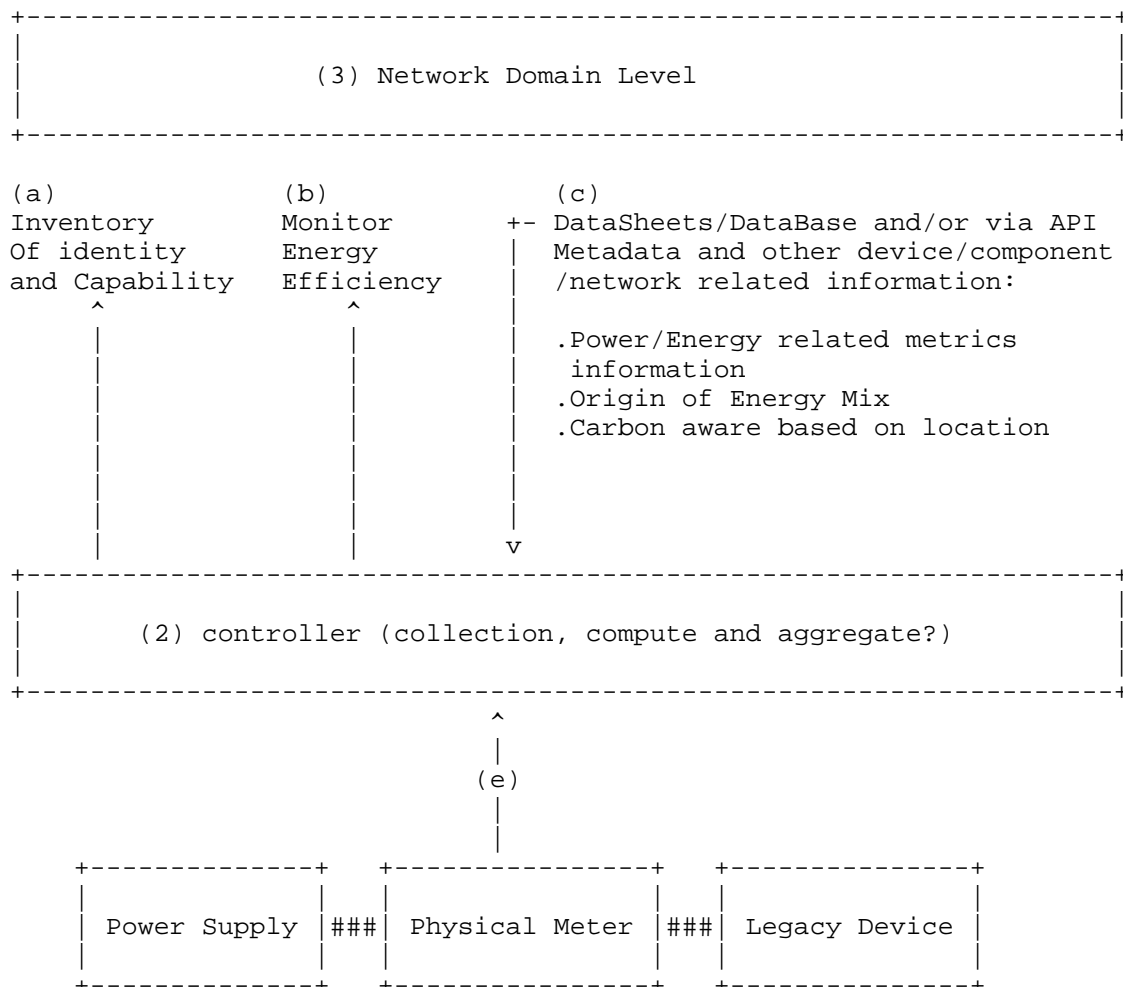 (3) Network Domain Level
(a) (b) (c)
Inventory Monitor +- DataSheets/DataBase and/or via API
Of identity Energy | Metadata and other device/component
and Capability Efficiency | /network related information:
.Power/Energy related metrics
information
.Origin of Energy Mix
.Carbon aware based on location
v
(2) controller (collection, compute and aggregate?)
^
(e)
Power Supply |###| Physical Meter |###| Legacy Device